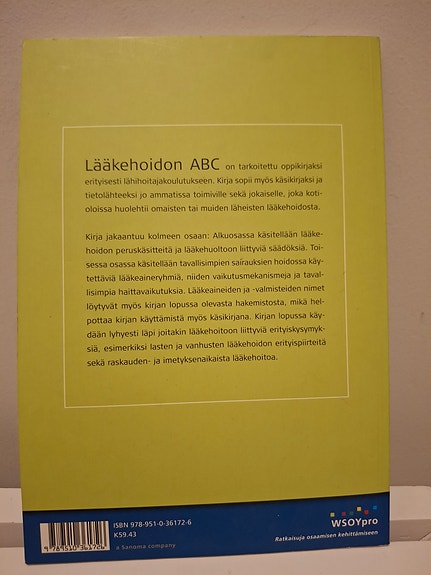 Lääkehoidon ABC on tarkoitettu oppikirjaksi
erityisesti lähihoitajakoulutukseen. Kirja sopii myös käsikirjaksi ja
tietolähteeksi jo ammatissa toimiville sekä jokaiselle, joka koti-
oloissa huolehtii omaisten tai muiden läheisten lääkehoidosta.
Kirja jakaantuu kolmeen osaan: Alkuosassa käsitellään lääke-
hoidon peruskäsitteitä ja lääkehuoltoon liittyviä säädöksiä. Toi-
sessa osassa käsitellään tavallisimpien sairauksien hoidossa käy-
tettäviä lääkeaineryhmiä, niiden vaikutusmekanismeja ja taval-
lisimpia haittavaikutuksia. Lääkeaineiden ja -valmisteiden nimet
löytyvät myös kirjan lopussa olevasta hakemistosta, mikä hel-
pottaa kirjan käyttämistä myös käsikirjana. Kirjan lopussa käy-
dään lyhyesti läpi joitakin lääkehoitoon liittyviä erityiskysymyk-
siä, esimerkiksi lasten ja vanhusten lääkehoidon erityispiirteitä
sekä raskauden- ja imetyksenaikaista lääkehoitoa.
ISBN 978-951-0-36172-6
K59.43
a Sanoma company
9 789510 361726
WSOYpro
Ratkaisuja osaamisen kehittämiseen